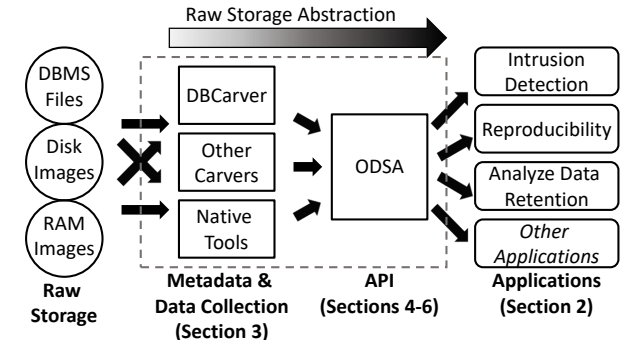 Raw Storage Abstraction
DBMS
Files
Disk
Images
RAM
Images
Raw
Storage
DBCarver
Other
Carvers
Native
Tools
Metadata &
Data Collection
(Section 3)
ODSA
API
(Sections 4-6)
Intrusion
Detection
Reproducibility
Analyze Data
Retention
Other
Applications
Applications
(Section 2)